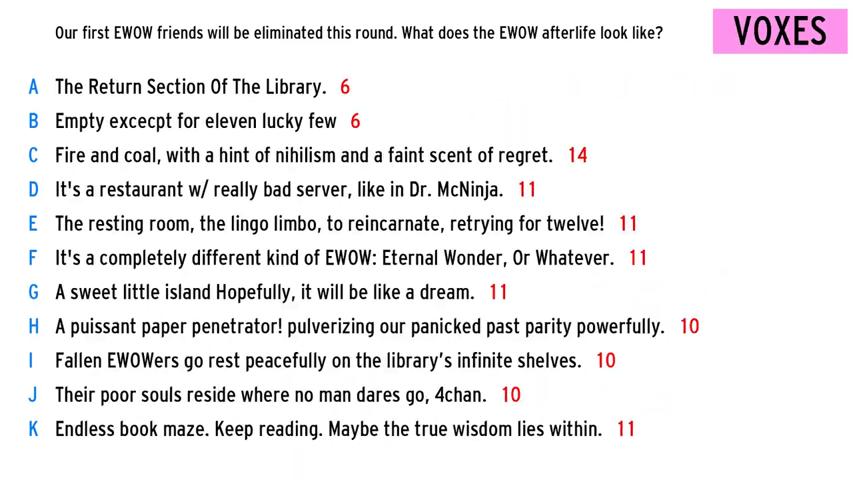 Our first EWOW friends will be eliminated this round. What does the EWOW afterlife look like?
VOXES
A The Return Section Of The Library. 6
B Empty excecpt for eleven lucky few 6
C Fire and coal, with a hint of nihilism and a faint scent of regret. 14
D It's a restaurant w/ really bad server, like in Dr. McNinja. 11
E The resting room, the lingo limbo, to reincarnate, retrying for twelve! 11
F It's a completely different kind of EWOW: Eternal Wonder, Or Whatever. 11
G A sweet little island Hopefully, it will be like a dream. 11
H A puissant paper penetrator! pulverizing our panicked past parity powerfully. 10
I Fallen EWOWers go rest peacefully on the library’s infinite shelves. 10
J Their poor souls reside where no man dares go, 4chan. 10
K Endless book maze. Keep reading. Maybe the true wisdom lies within. 11